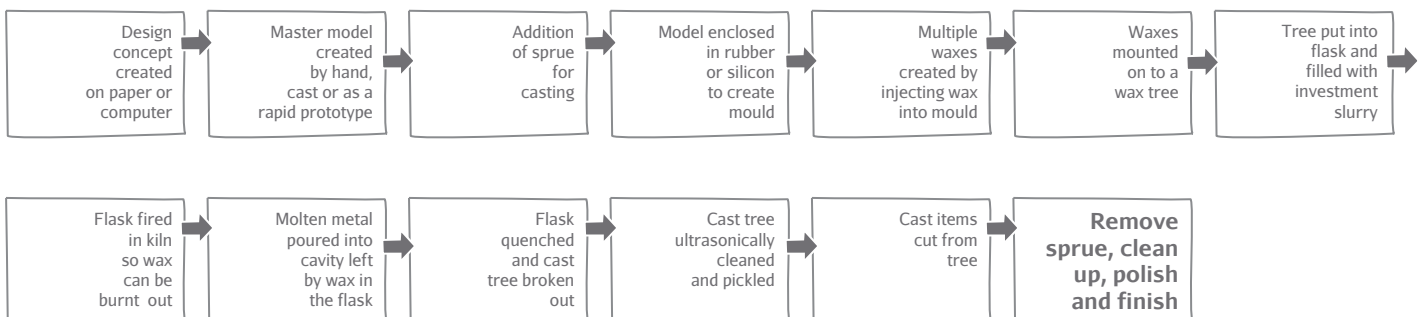 Design
concept
created
on paper or
computer
Master model
created
by hand,
cast or as a
rapid prototype
Addition
of sprue
for
casting
Model enclosed
in rubber
or silicon
to create
mould
Multiple
waxes
created by
injecting wax
into mould
Waxes
mounted
on to a
wax tree
Tree put into
flask and
filled with
investment
slurry
Flask fired
in kiln
so wax
can be
burnt out
Molten metal
poured into
cavity left
by wax in
the flask
Flask
quenched
and cast
tree broken
out
Cast tree
ultrasonically
cleaned
and pickled
Cast items
cut from
tree
Remove
sprue, clean
up, polish
and finish